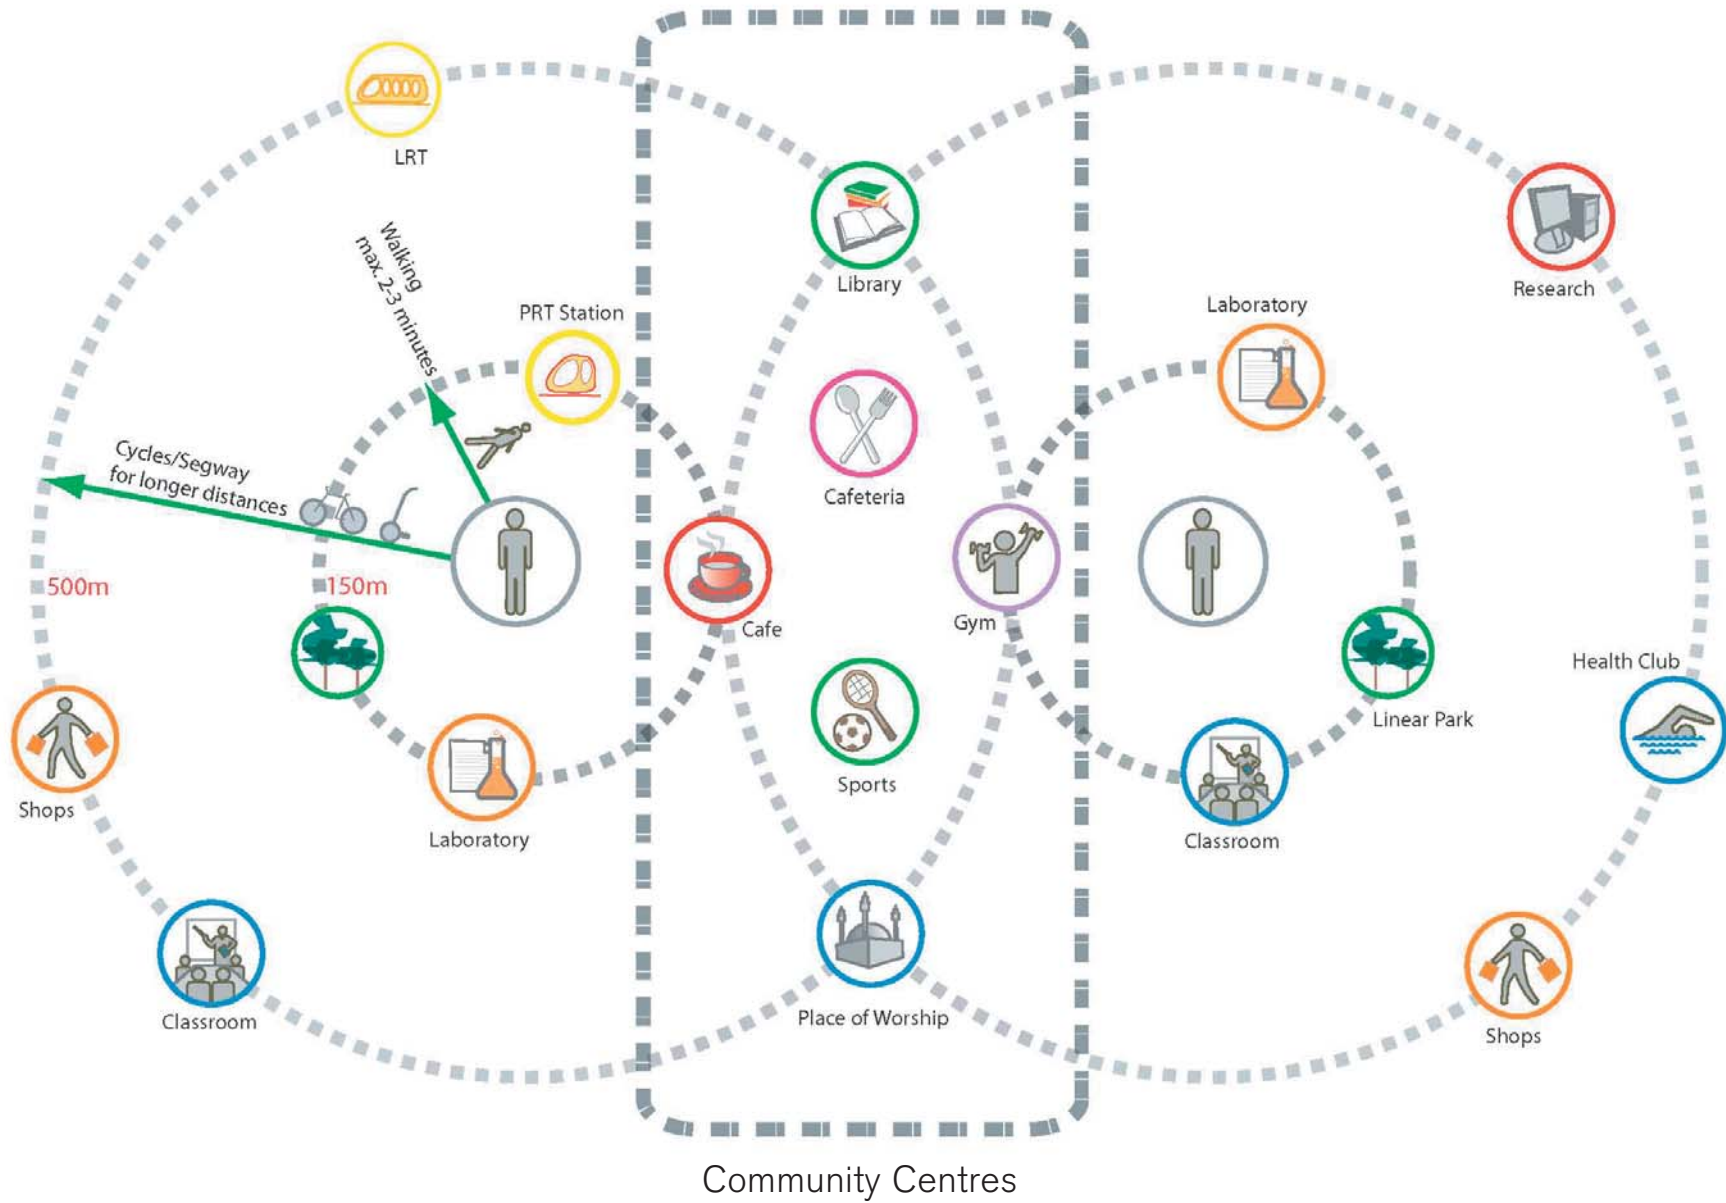 LRT
Walking
max. 2-3 minutes
PRT Station
Cycles/Segway
for longer distances
500m
150m
Shops
Laboratory
Classroom
Library
Cafeteria
Cafe
Gym
Sports
Place of Worship
Laboratory
Research
Linear Park
Health Club
Classroom
Shops
Community Centres